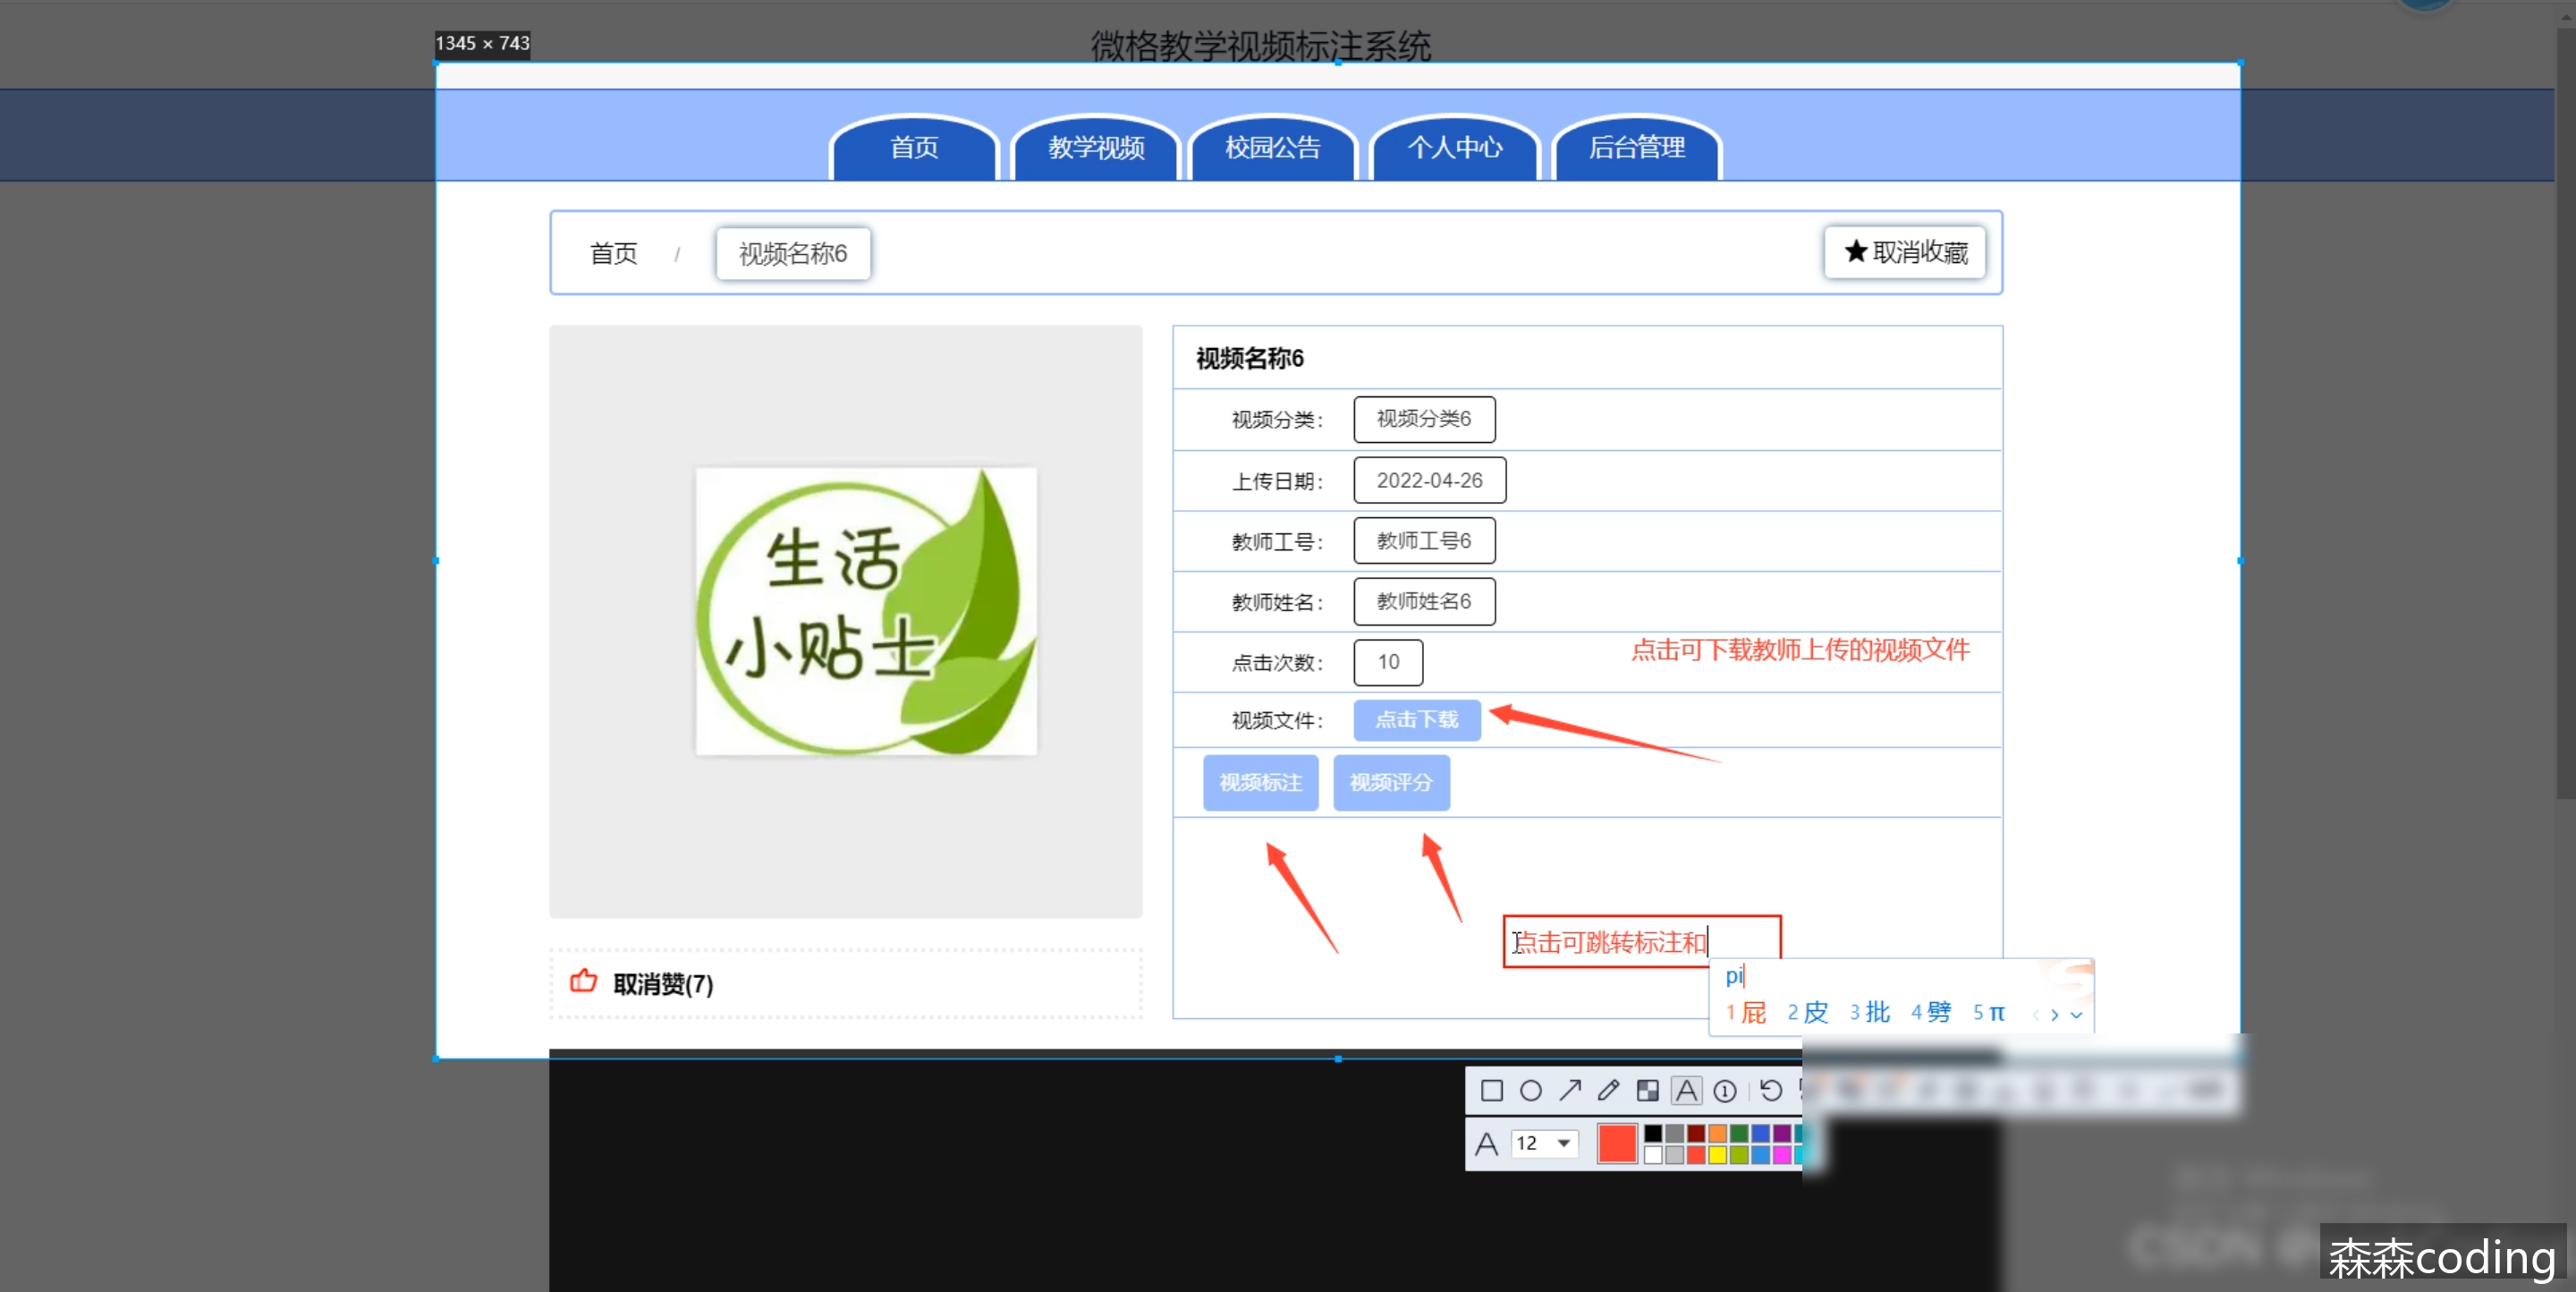 1345 × 743
微格教学视频标注系统
首页 教学视频 校园公告 个人中心 后台管理
首页 / 视频名称6 ★取消收藏
生活
小贴士
视频名称6
视频分类： 视频分类6
上传日期： 2022-04-26
教师工号： 教师工号6
教师姓名： 教师姓名6
点击次数： 10
点击可下载教师上传的视频文件
视频文件： 点击下载
视频标注 视频评分
点击可跳转标注和
pi
1 屁 2 皮 3 批 4 劈 5 π
取消赞(7)
A 12
森森coding